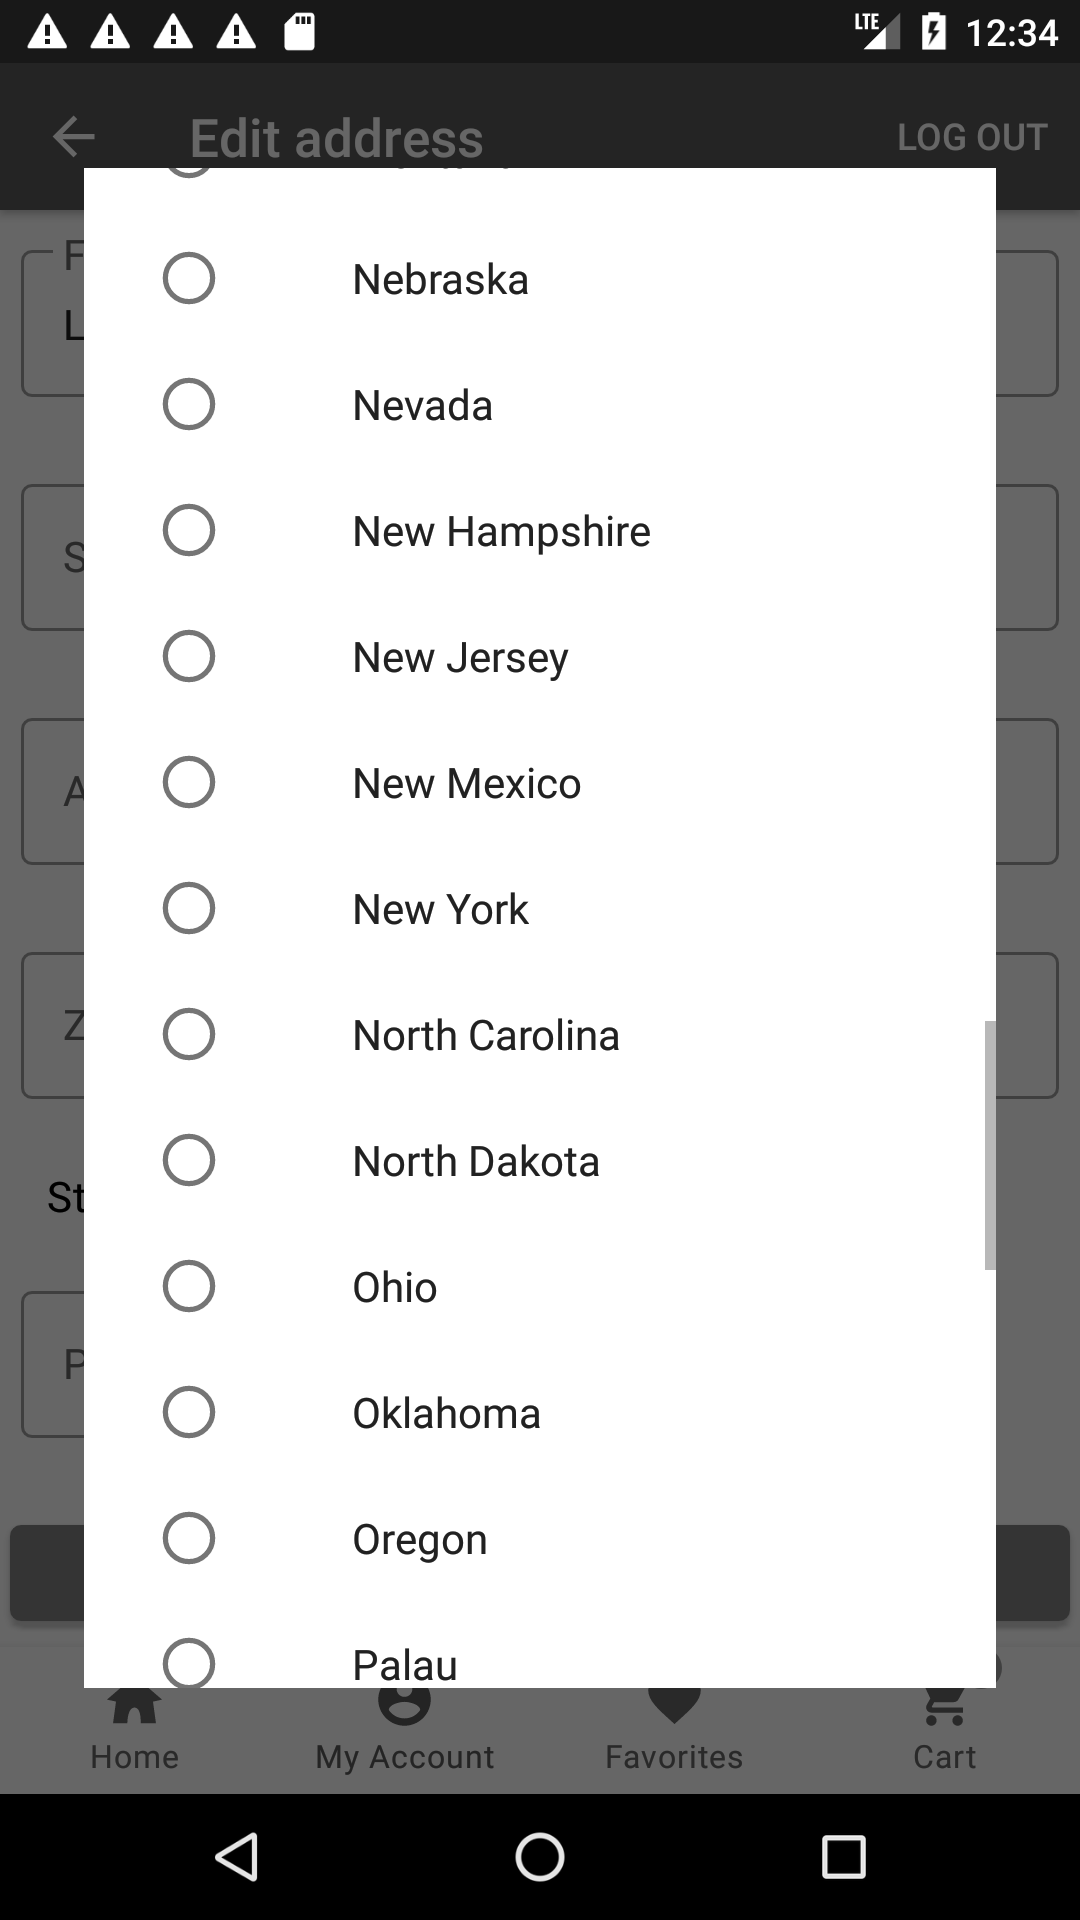 LTE 12:34
Edit address LOG OUT
Nebraska
Nevada
New Hampshire
New Jersey
New Mexico
New York
North Carolina
North Dakota
St
Ohio
Oklahoma
Oregon
Palau
Home My Account Favorites Cart